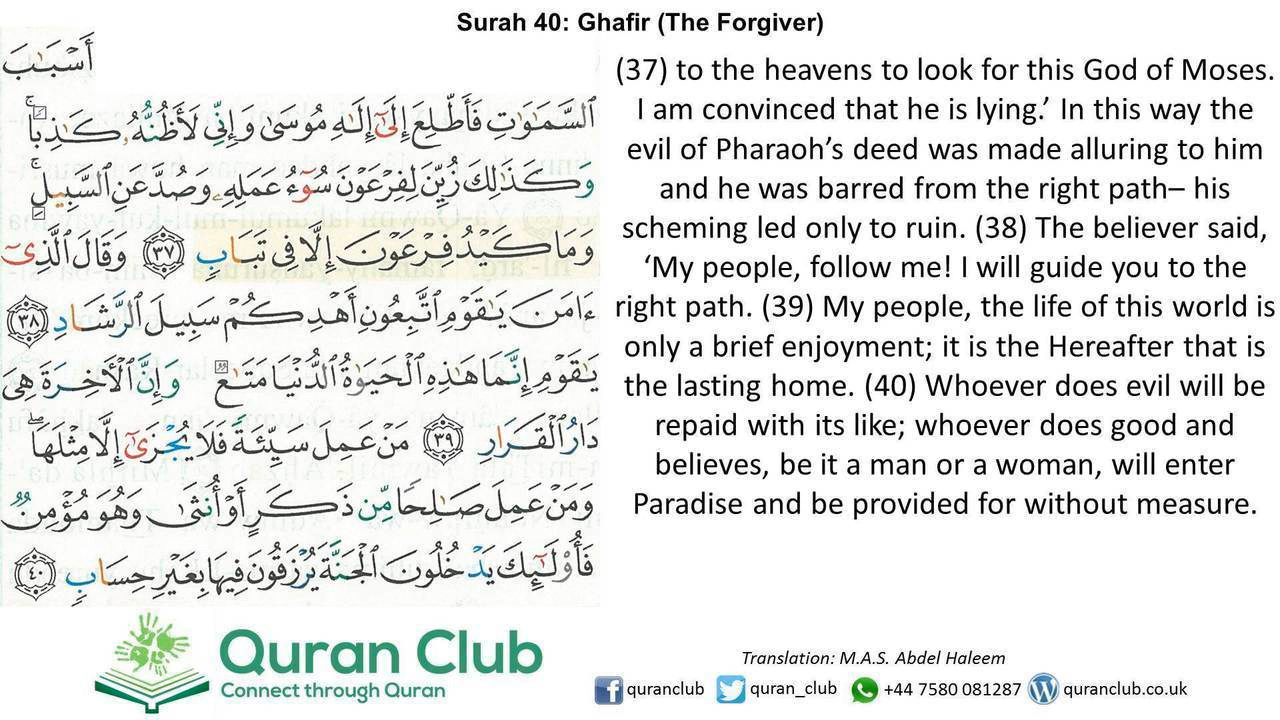 Surah 40: Ghafir (The Forgiver)
أَسْبَٰبَ
ٱلسَّمَٰوَٰتِ فَأَطَّلِعَ إِلَىٰٓ إِلَٰهِ مُوسَىٰ وَإِنِّى لَأَظُنُّهُۥ كَٰذِبًا ۚ
وَكَذَٰلِكَ زُيِّنَ لِفِرْعَوْنَ سُوٓءُ عَمَلِهِۦ وَصُدَّ عَنِ ٱلسَّبِيلِ ۚ
وَمَا كَيْدُ فِرْعَوْنَ إِلَّا فِى تَبَابٍ ٣٧ وَقَالَ ٱلَّذِىٓ
ءَامَنَ يَٰقَوْمِ ٱتَّبِعُونِ أَهْدِكُمْ سَبِيلَ ٱلرَّشَادِ ٣٨
يَٰقَوْمِ إِنَّمَا هَٰذِهِ ٱلْحَيَوٰةُ ٱلدُّنْيَا مَتَٰعٌ وَإِنَّ ٱلْأَخِرَةَ هِىَ
دَارُ ٱلْقَرَارِ ٣٩ مَنْ عَمِلَ سَيِّئَةً فَلَا يُجْزَىٰٓ إِلَّا مِثْلَهَا ۖ
وَمَنْ عَمِلَ صَٰلِحًا مِّن ذَكَرٍ أَوْ أُنثَىٰ وَهُوَ مُؤْمِنٌ
فَأُو۟لَٰٓئِكَ يَدْخُلُونَ ٱلْجَنَّةَ يُرْزَقُونَ فِيهَا بِغَيْرِ حِسَابٍ ٤٠
(37) to the heavens to look for this God of Moses.
I am convinced that he is lying.’ In this way the
evil of Pharaoh’s deed was made alluring to him
and he was barred from the right path– his
scheming led only to ruin. (38) The believer said,
‘My people, follow me! I will guide you to the
right path. (39) My people, the life of this world is
only a brief enjoyment; it is the Hereafter that is
the lasting home. (40) Whoever does evil will be
repaid with its like; whoever does good and
believes, be it a man or a woman, will enter
Paradise and be provided for without measure.
Quran Club
Connect through Quran
Translation: M.A.S. Abdel Haleem
quranclub quran_club +44 7580 081287 quranclub.co.uk